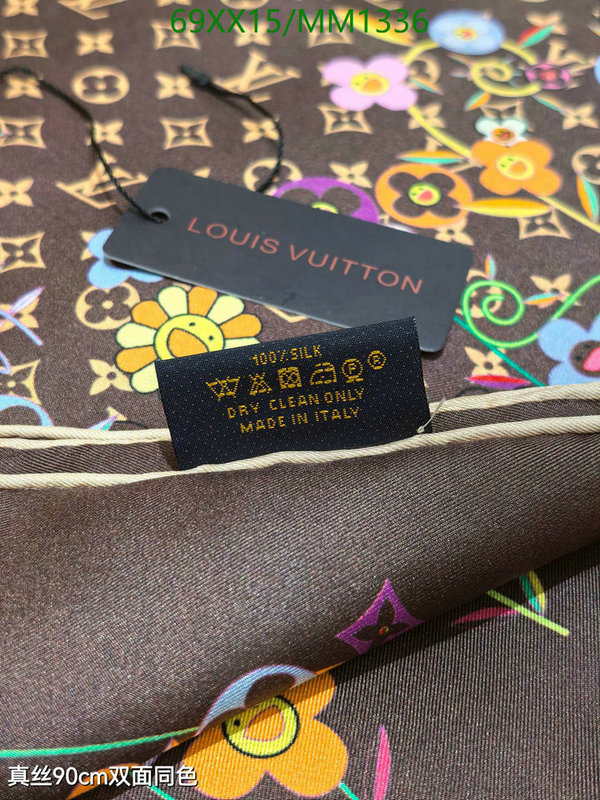 69XX15/MM1336
LOUIS VUITTON
100% SILK
DRY CLEAN ONLY
MADE IN ITALY
真丝90cm双面同色